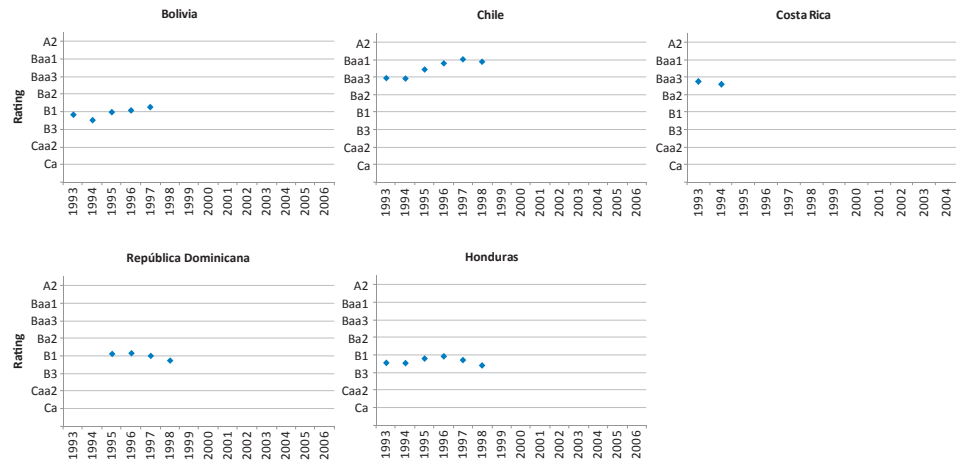 Bolivia
Rating
A2
Baa1
Baa3
Ba2
B1
B3
Caa2
Ca
1993 1994 1995 1996 1997 1998 1999 2000 2001 2002 2003 2004 2005 2006
Chile
A2
Baa1
Baa3
Ba2
B1
B3
Caa2
Ca
1993 1994 1995 1996 1997 1998 1999 2000 2001 2002 2003 2004 2005 2006
Costa Rica
A2
Baa1
Baa3
Ba2
B1
B3
Caa2
Ca
1993 1994 1995 1996 1997 1998 2000 2001 2002 2003 2004
República Dominicana
Rating
A2
Baa1
Baa3
Ba2
B1
B3
Caa2
Ca
1993 1994 1995 1996 1997 1998 1999 2000 2001 2002 2003 2004 2005 2006
Honduras
A2
Baa1
Baa3
Ba2
B1
B3
Caa2
Ca
1993 1994 1995 1996 1997 1998 1999 2000 2001 2002 2003 2004 2005 2006